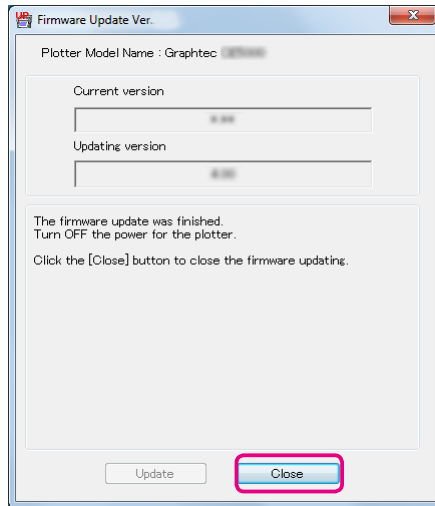 UP
Firmware Update Ver.
Plotter Model Name : Graphtec
Current version
Updating version
The firmware update was finished.
Turn OFF the power for the plotter.
Click the [Close] button to close the firmware updating.
Update
Close